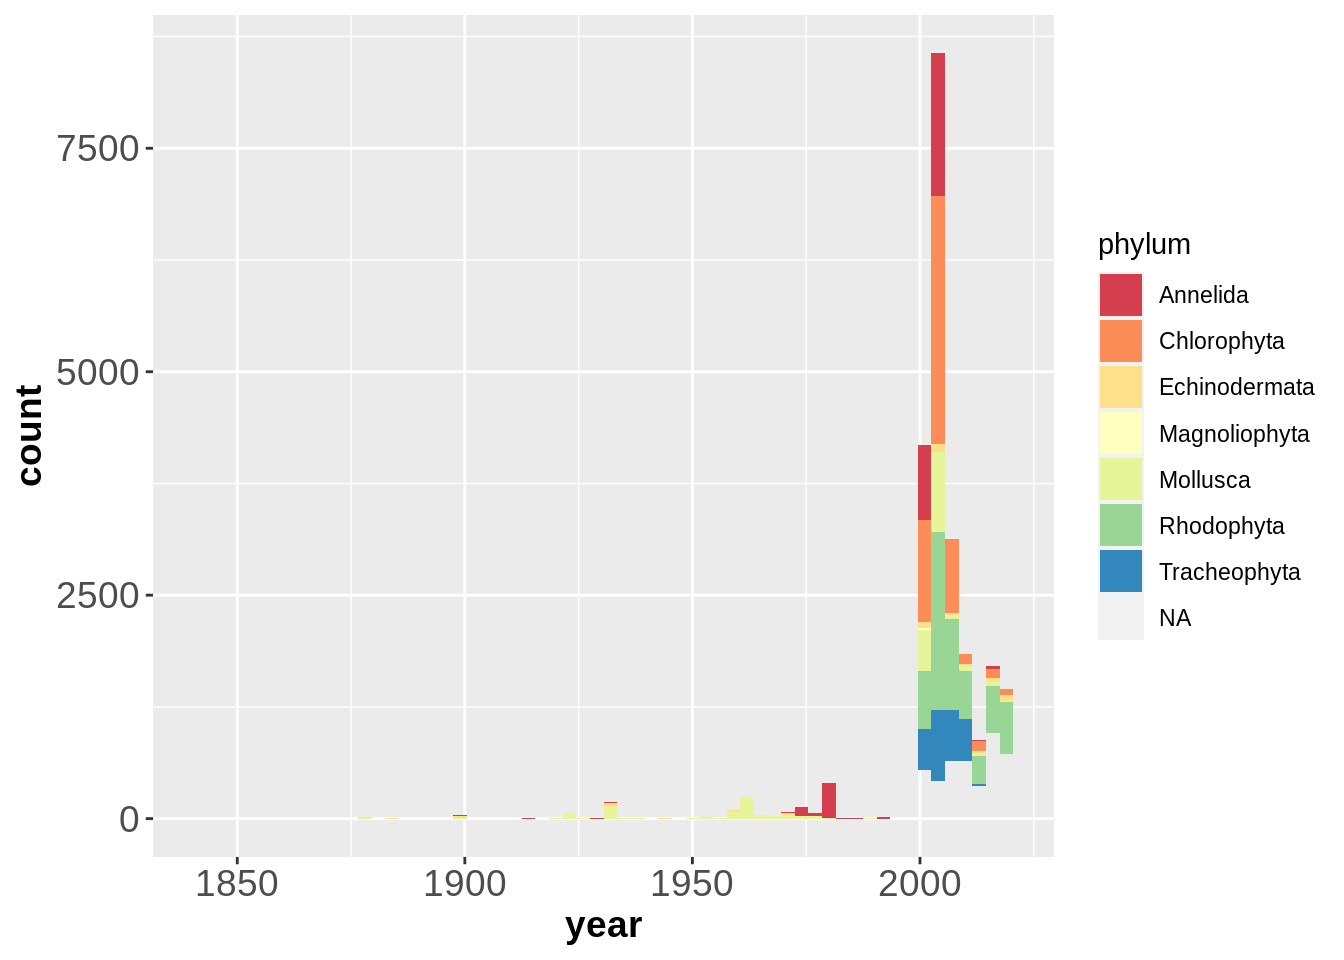 7500
5000
2500
0
count
1850 1900 1950 2000
year
phylum
Annelida
Chlorophyta
Echinodermata
Magnoliophyta
Mollusca
Rhodophyta
Tracheophyta
NA